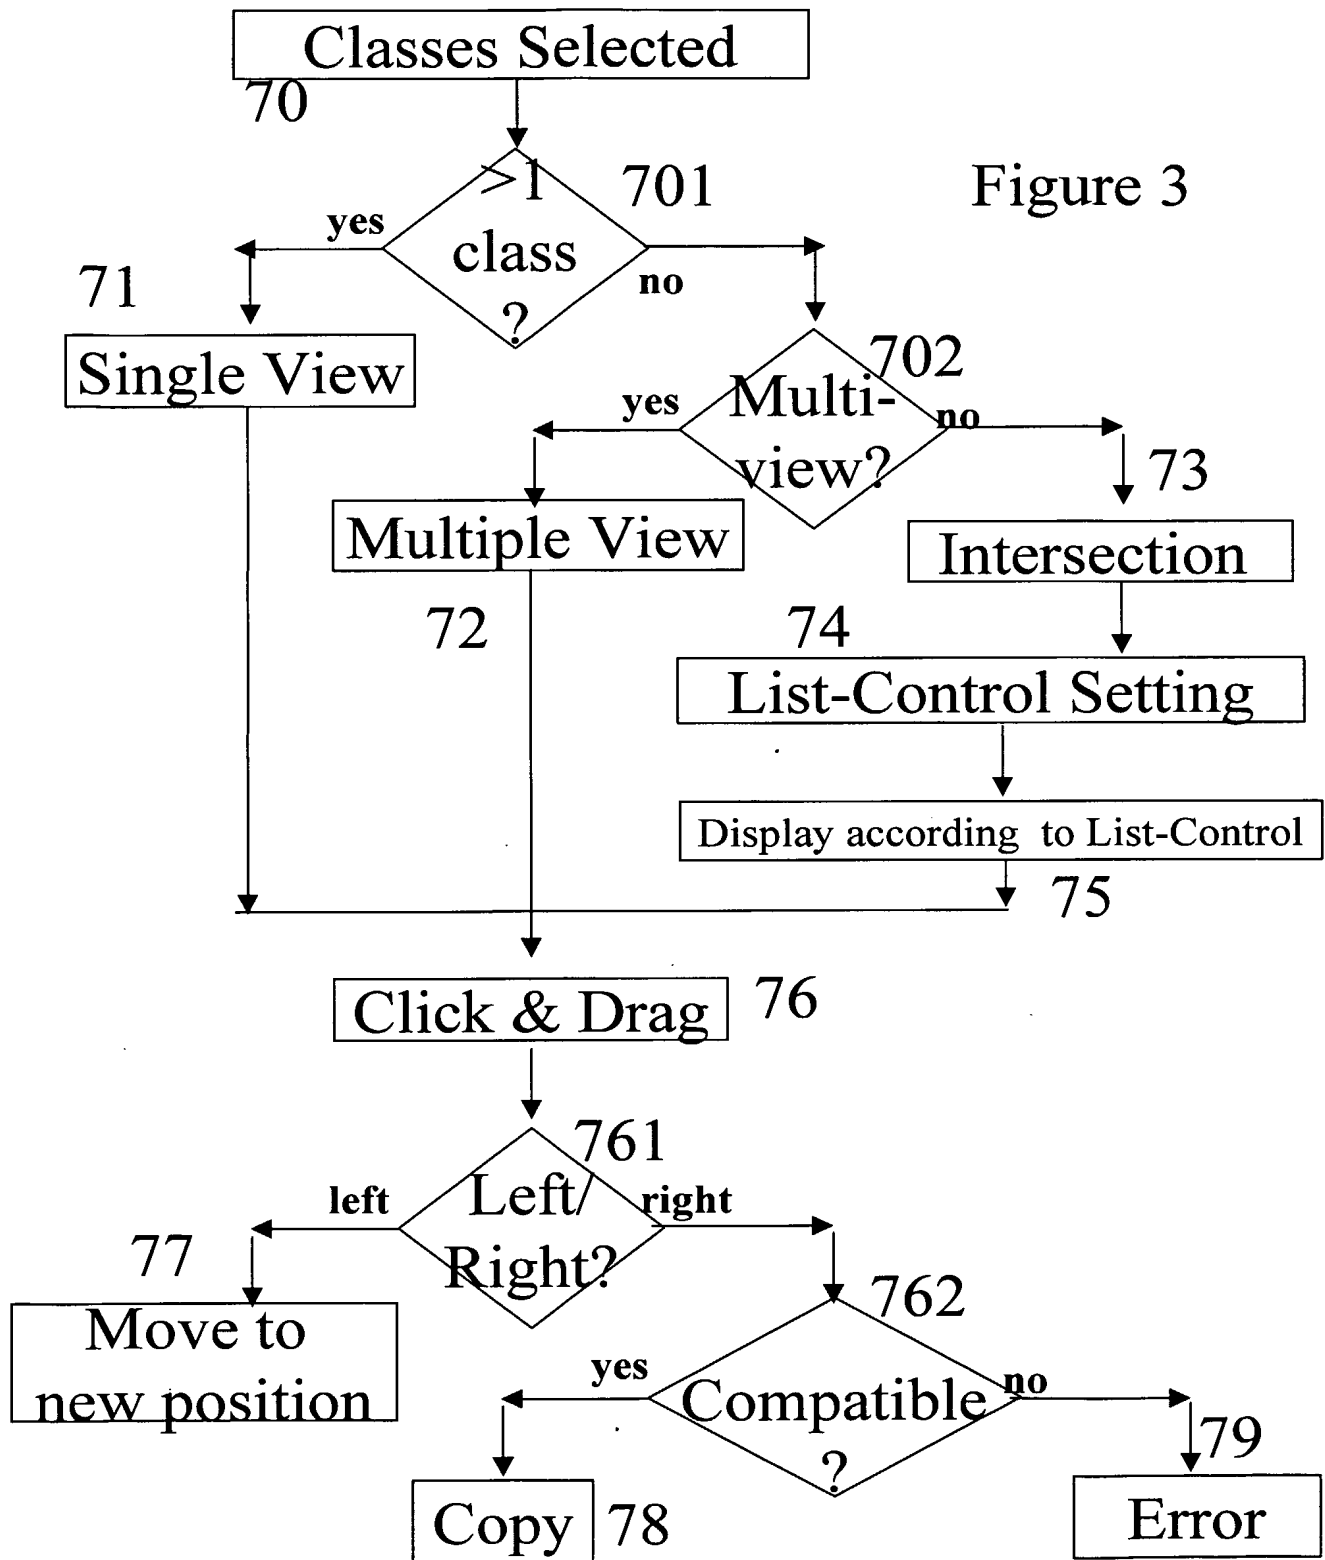 Classes Selected
70
>1
class
?
701
Figure 3
yes
no
71
Single View
702
Multi-
view?
yes
no
73
Multiple View
Intersection
72
74
List-Control Setting
Display according to List-Control
75
Click & Drag
76
761
Left/
Right?
left
right
77
Move to
new position
762
yes
no
Compatible
?
79
Copy
78
Error